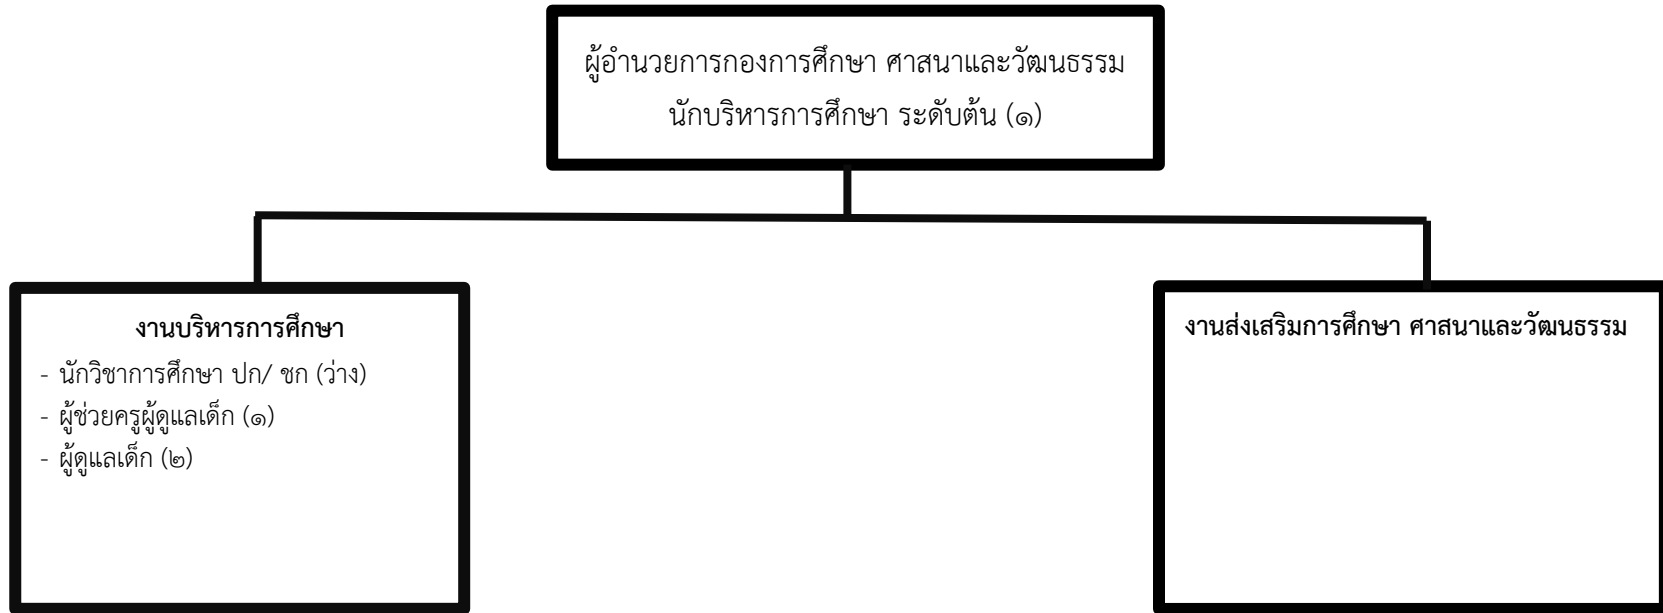 ผู้อำนวยการกองการศึกษา ศาสนาและวัฒนธรรม
นักบริหารการศึกษา ระดับต้น (๑)
งานบริหารการศึกษา
- นักวิชาการศึกษา ปก/ ชก (ว่าง)
- ผู้ช่วยครูผู้ดูแลเด็ก (๑)
- ผู้ดูแลเด็ก (๒)
งานส่งเสริมการศึกษา ศาสนาและวัฒนธรรม